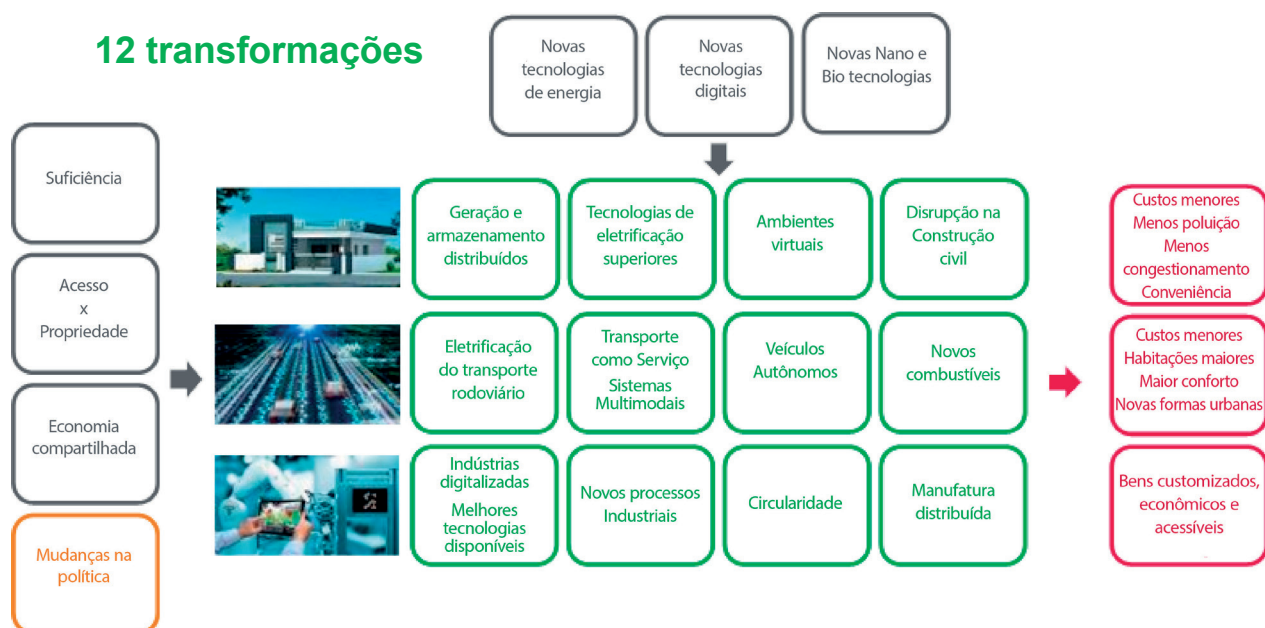 12 transformações
Novas
tecnologias
de energia
Novas
tecnologias
digitais
Novas Nano e
Bio tecnologias
Suficiência
Acesso
x
Propriedade
Economia
compartilhada
Mudanças na
política
Geração e
armazenamento
distribuídos
Tecnologias de
eletrificação
superiores
Ambientes
virtuais
Disrupção na
Construção
civil
Eletrificação
do transporte
rodoviário
Transporte
como Serviço
Sistemas
Multimodais
Veículos
Autônomos
Novos
combustíveis
Indústrias
digitalizadas
Melhores
tecnologias
disponíveis
Novos processos
Industriais
Circularidade
Manufatura
distribuída
Custos menores
Menos poluição
Menos
congestionamento
Conveniência
Custos menores
Habitações maiores
Maior conforto
Novas formas urbanas
Bens customizados,
econômicos e
acessíveis